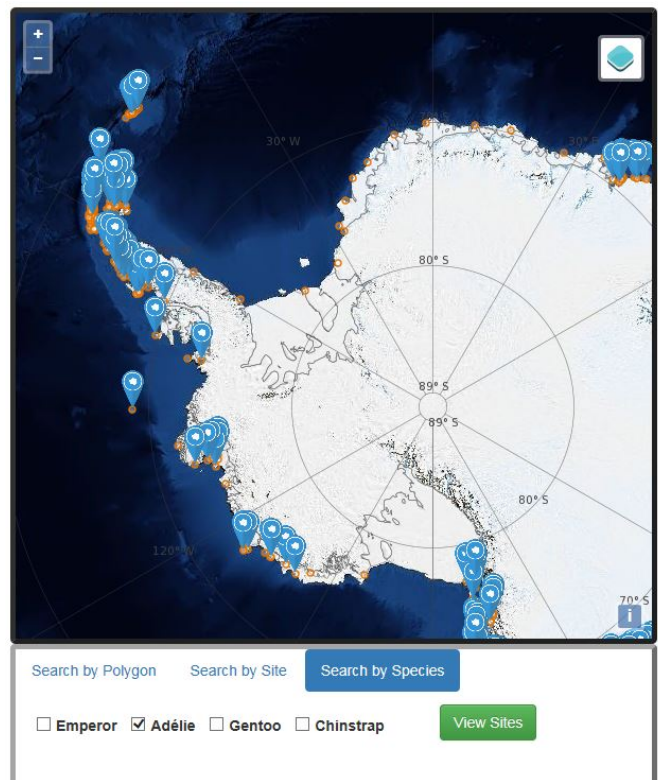 +
−
30° W
30° E
80° S
89° S
89° S
80° S
120° W
70° S
i
Search by Polygon Search by Site Search by Species
Emperor Adélie Gentoo Chinstrap View Sites